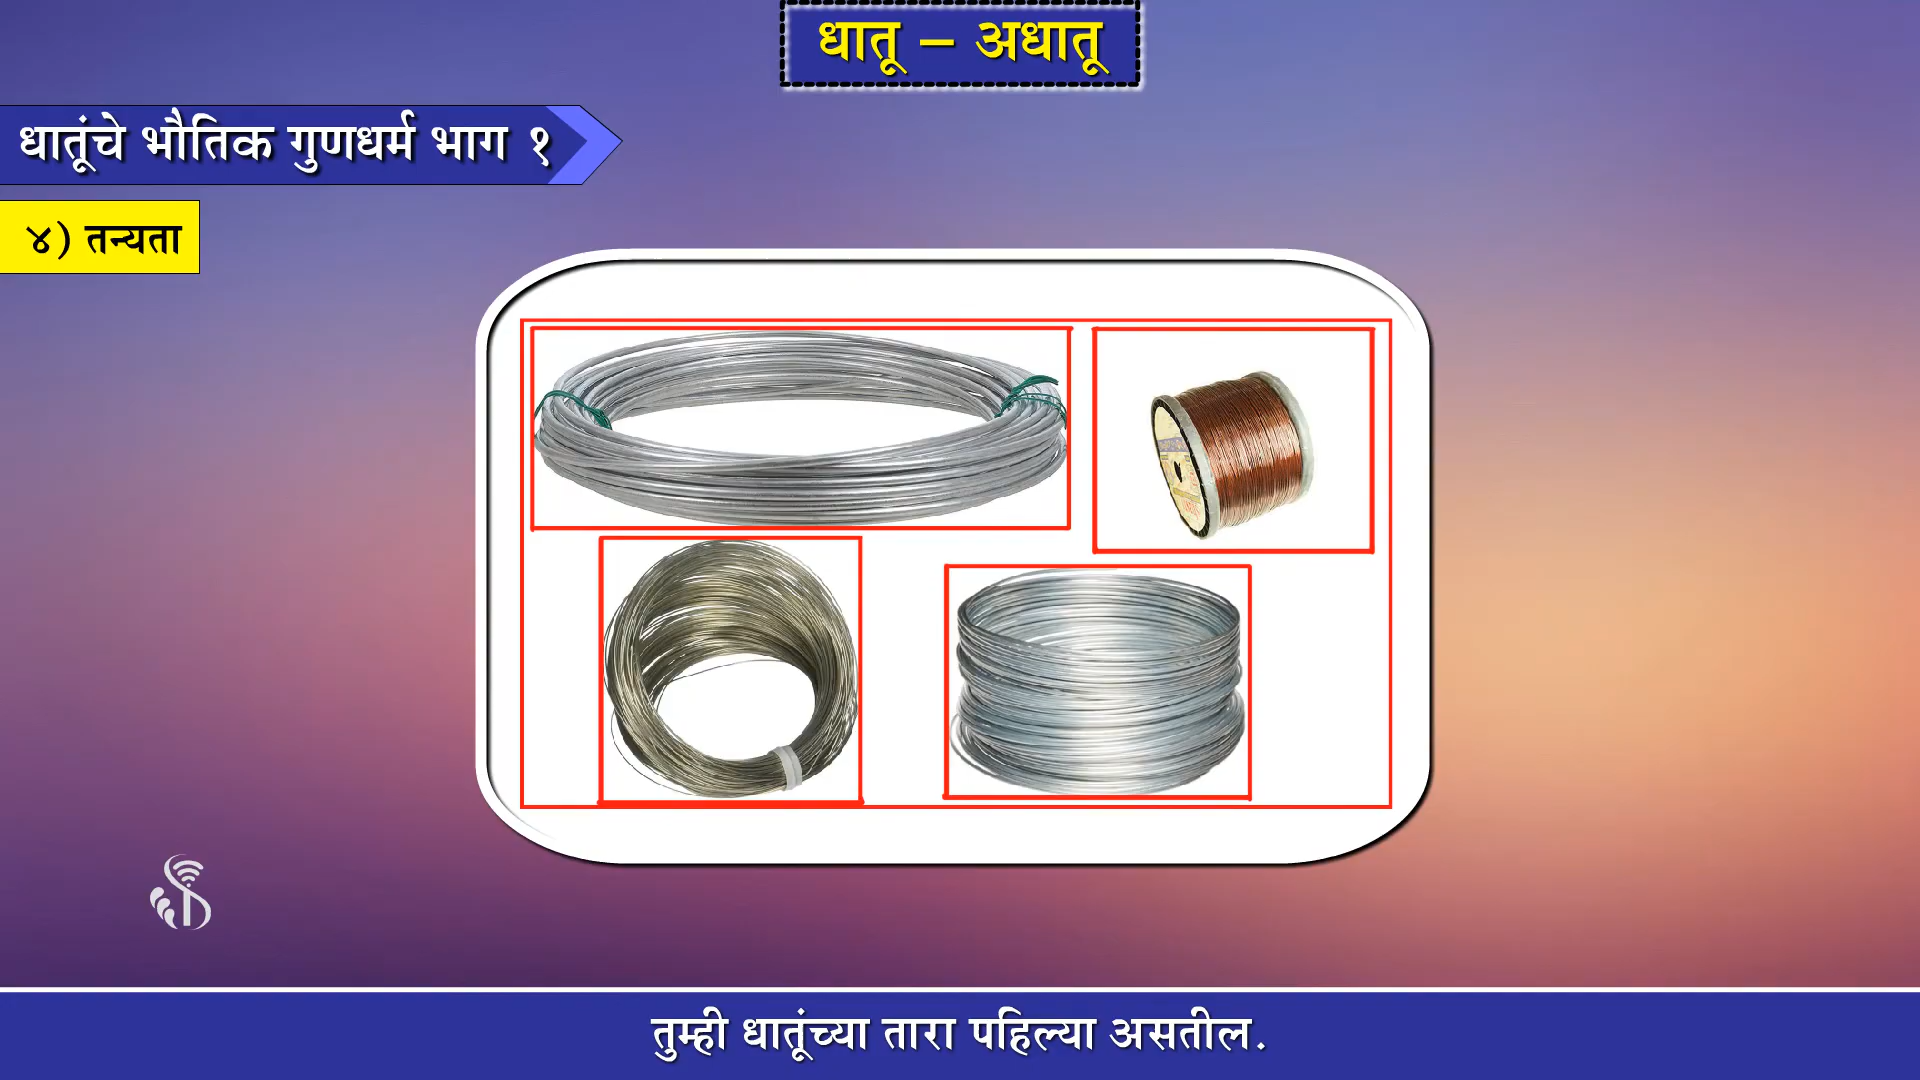 धातू – अधातू
धातूंचे भौतिक गुणधर्म भाग १
४) तन्यता
तुम्ही धातूंच्या तारा पहिल्या असतील.